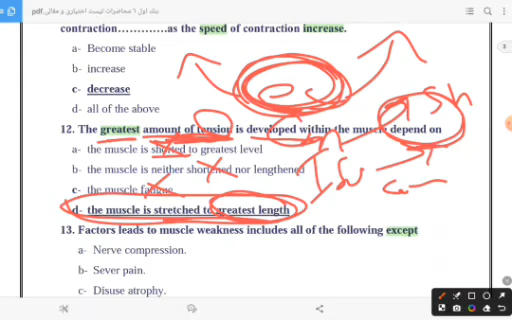 بنك اول ٦ محاضرات تيست اختياري و مقالي.pdf
contraction.............as the speed of contraction increase.
a- Become stable
b- increase
c- decrease
d- all of the above
12. The greatest amount of tension is developed within the muscle depend on
a- the muscle is shorted to greatest level
b- the muscle is neither shortened nor lengthened
c- the muscle fatigue
d- the muscle is stretched to greatest length
13. Factors leads to muscle weakness includes all of the following except
a- Nerve compression.
b- Sever pain.
c- Disuse atrophy.